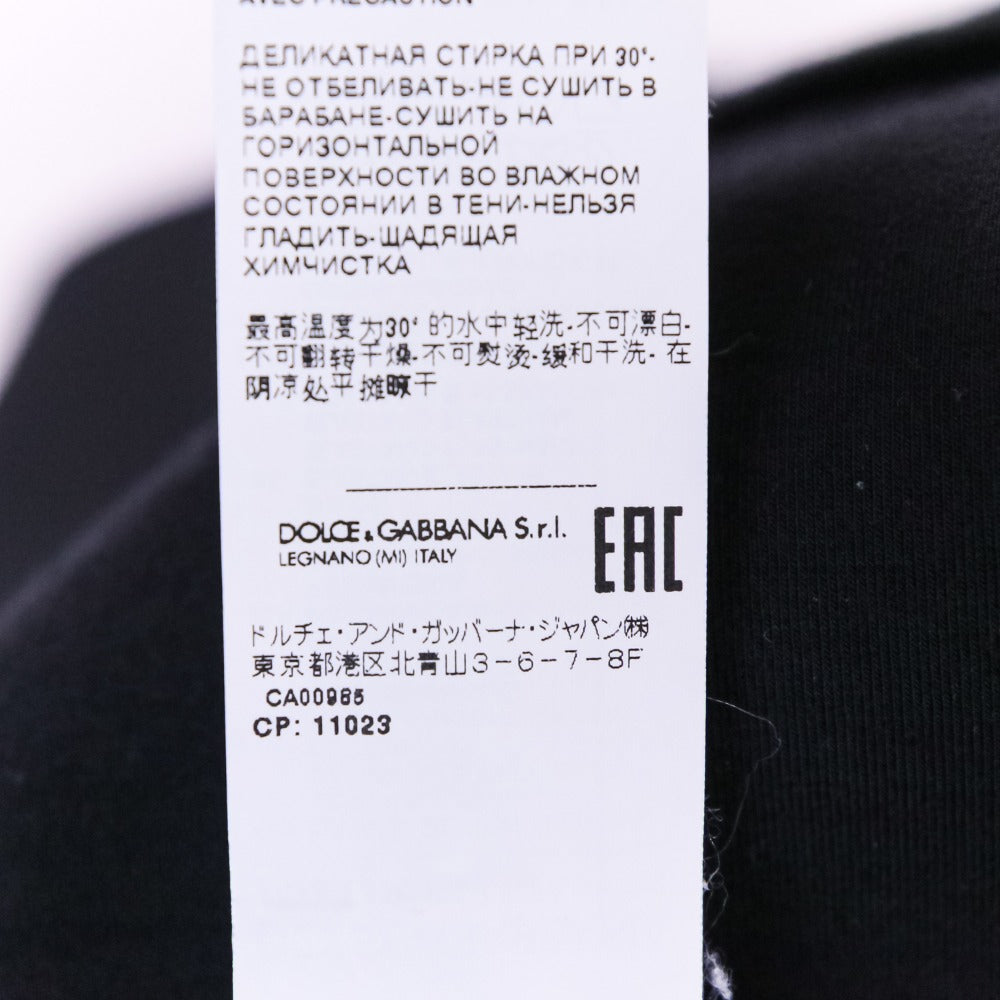 AVEC PRECAUTION
ДЕЛИКАТНАЯ СТИРКА ПРИ 30°-
НЕ ОТБЕЛИВАТЬ-НЕ СУШИТЬ В
БАРАБАНЕ-СУШИТЬ НА
ГОРИЗОНТАЛЬНОЙ
ПОВЕРХНОСТИ ВО ВЛАЖНОМ
СОСТОЯНИИ В ТЕНИ-НЕЛЬЗЯ
ГЛАДИТЬ-ЩАДЯЩАЯ
ХИМЧИСТКА
最高温度为30° 的水中轻洗-不可漂白-
不可翻转干燥-不可熨烫-缓和干洗- 在
阴凉处平摊晾干
DOLCE & GABBANA S.r.l.
LEGNANO (MI) ITALY
EAC
ドルチェ・アンド・ガッバーナ・ジャパン㈱
東京都港区北青山3-6-7-8F
CA00985
CP: 11023